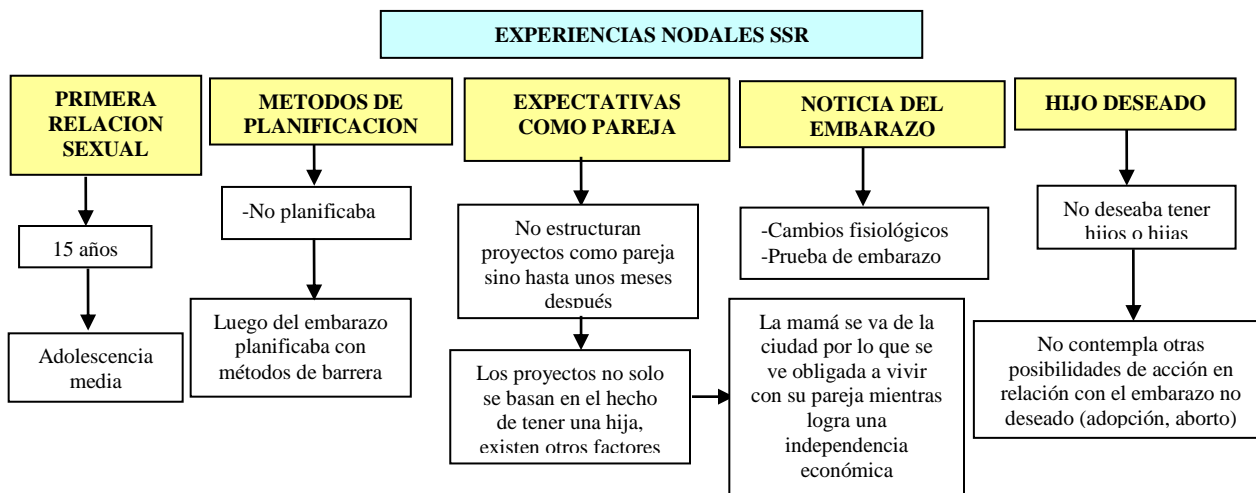 EXPERIENCIAS NODALES SSR
PRIMERA
RELACION
SEXUAL
15 años
Adolescencia
media
METODOS DE
PLANIFICACION
-No planificaba
Luego del embarazo
planificaba con
métodos de barrera
EXPECTATIVAS
COMO PAREJA
No estructuran
proyectos como pareja
sino hasta unos meses
después
Los proyectos no solo
se basan en el hecho
de tener una hija,
existen otros factores
NOTICIA DEL
EMBARAZO
-Cambios fisiológicos
-Prueba de embarazo
La mamá se va de la
ciudad por lo que se
ve obligada a vivir
con su pareja mientras
logra una
independencia
económica
HIJO DESEADO
No deseaba tener
hijos o hijas
No contempla otras
posibilidades de acción en
relación con el embarazo no
deseado (adopción, aborto)